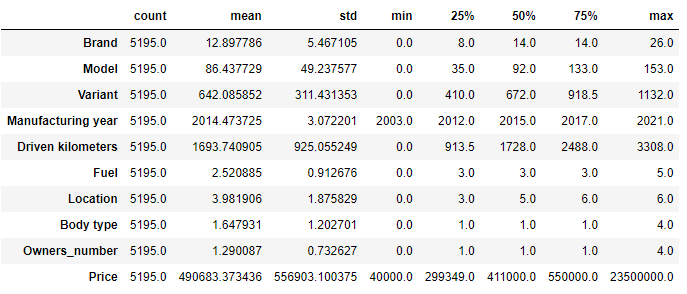 count mean std min 25% 50% 75% max
Brand 5195.0 12.897786 5.467105 0.0 8.0 14.0 14.0 26.0
Model 5195.0 86.437729 49.237577 0.0 35.0 92.0 133.0 153.0
Variant 5195.0 642.085852 311.431353 0.0 410.0 672.0 918.5 1132.0
Manufacturing year 5195.0 2014.473725 3.072201 2003.0 2012.0 2015.0 2017.0 2021.0
Driven kilometers 5195.0 1693.740905 925.055249 0.0 913.5 1728.0 2488.0 3308.0
Fuel 5195.0 2.520885 0.912676 0.0 3.0 3.0 3.0 5.0
Location 5195.0 3.981906 1.875829 0.0 3.0 5.0 6.0 6.0
Body type 5195.0 1.647931 1.202701 0.0 1.0 1.0 1.0 4.0
Owners_number 5195.0 1.290087 0.732627 0.0 1.0 1.0 1.0 4.0
Price 5195.0 490683.373436 556903.100375 40000.0 299349.0 411000.0 550000.0 23500000.0